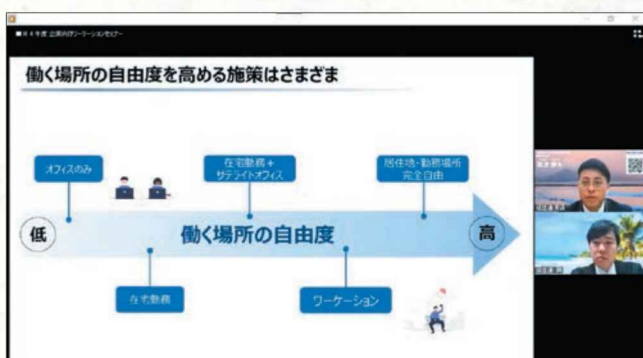 働く場所の自由度を高める施策はさまざま
オフィスのみ
在宅勤務+
サテライトオフィス
居住地・勤務場所
完全自由
低
働く場所の自由度
高
在宅勤務
ワーケーション